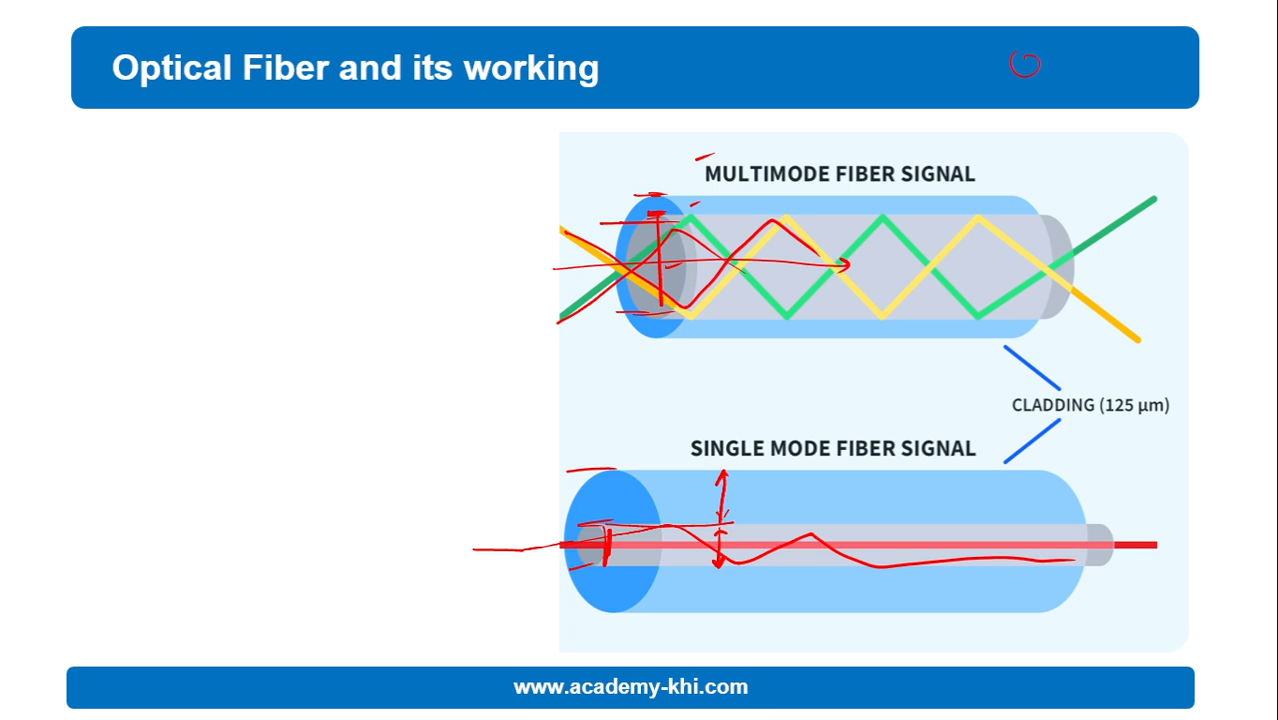 Optical Fiber and its working
MULTIMODE FIBER SIGNAL
CLADDING (125 μm)
SINGLE MODE FIBER SIGNAL
www.academy-khi.com